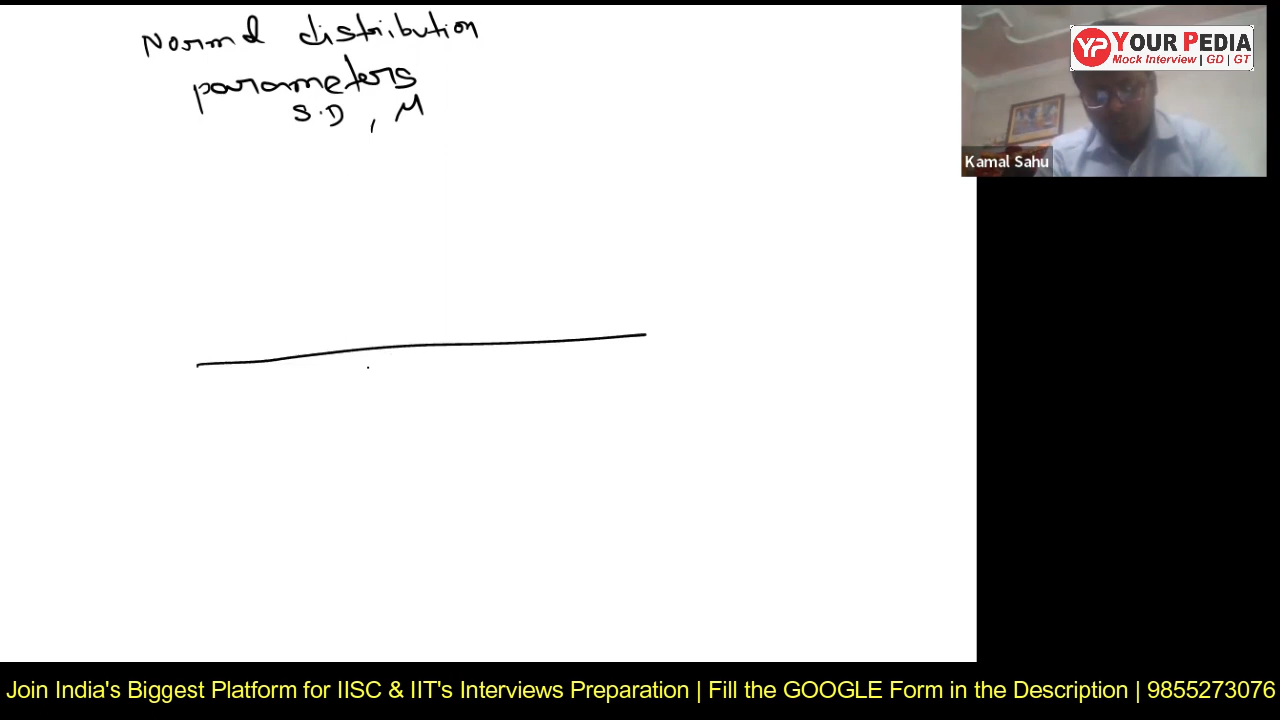 Normal distribution
parameters
S.D , M
YP YOUR PEDIA
Mock Interview | GD | GT
Kamal Sahu
Join India's Biggest Platform for IISC & IIT's Interviews Preparation | Fill the GOOGLE Form in the Description | 9855273076